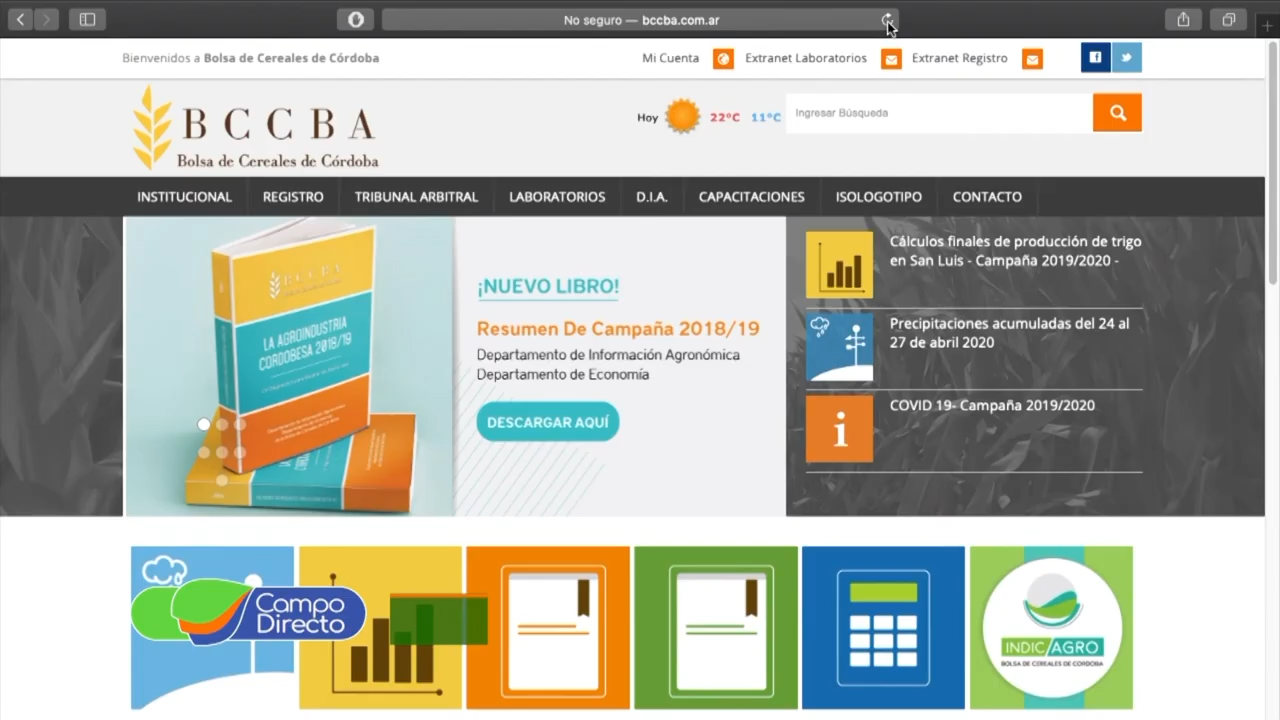 No seguro — bccba.com.ar
Bienvenidos a Bolsa de Cereales de Córdoba
Mi Cuenta
Extranet Laboratorios
Extranet Registro
BCCBA
Bolsa de Cereales de Córdoba
Hoy
22°C 11°C
Ingresar Búsqueda
INSTITUCIONAL
REGISTRO
TRIBUNAL ARBITRAL
LABORATORIOS
D.I.A.
CAPACITACIONES
ISOLOGOTIPO
CONTACTO
BCCBA
LA AGROINDUSTRIA
CORDOBESA 2018/19
¡NUEVO LIBRO!
Resumen De Campaña 2018/19
Departamento de Información Agronómica
Departamento de Economía
DESCARGAR AQUÍ
Cálculos finales de producción de trigo
en San Luis - Campaña 2019/2020 -
Precipitaciones acumuladas del 24 al
27 de abril 2020
i
COVID 19- Campaña 2019/2020
Campo
Directo
INDICAGRO
BOLSA DE CEREALES DE CÓRDOBA